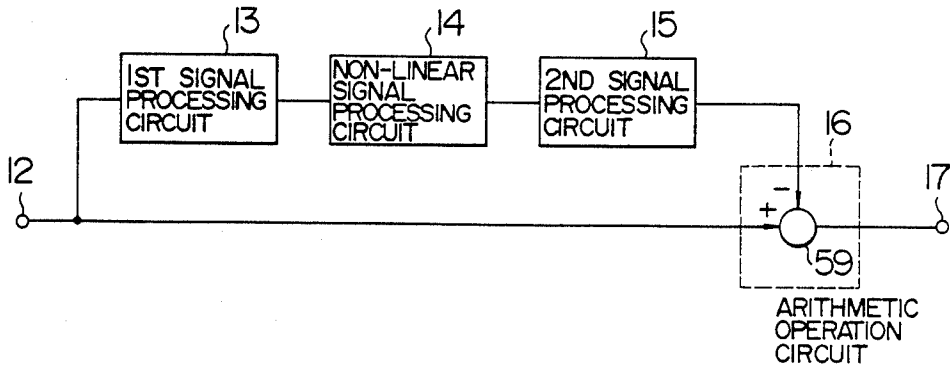 13
14
15
1ST SIGNAL
PROCESSING
CIRCUIT
NON-LINEAR
SIGNAL
PROCESSING
CIRCUIT
2ND SIGNAL
PROCESSING
CIRCUIT
16
12
17
−
+
59
ARITHMETIC
OPERATION
CIRCUIT